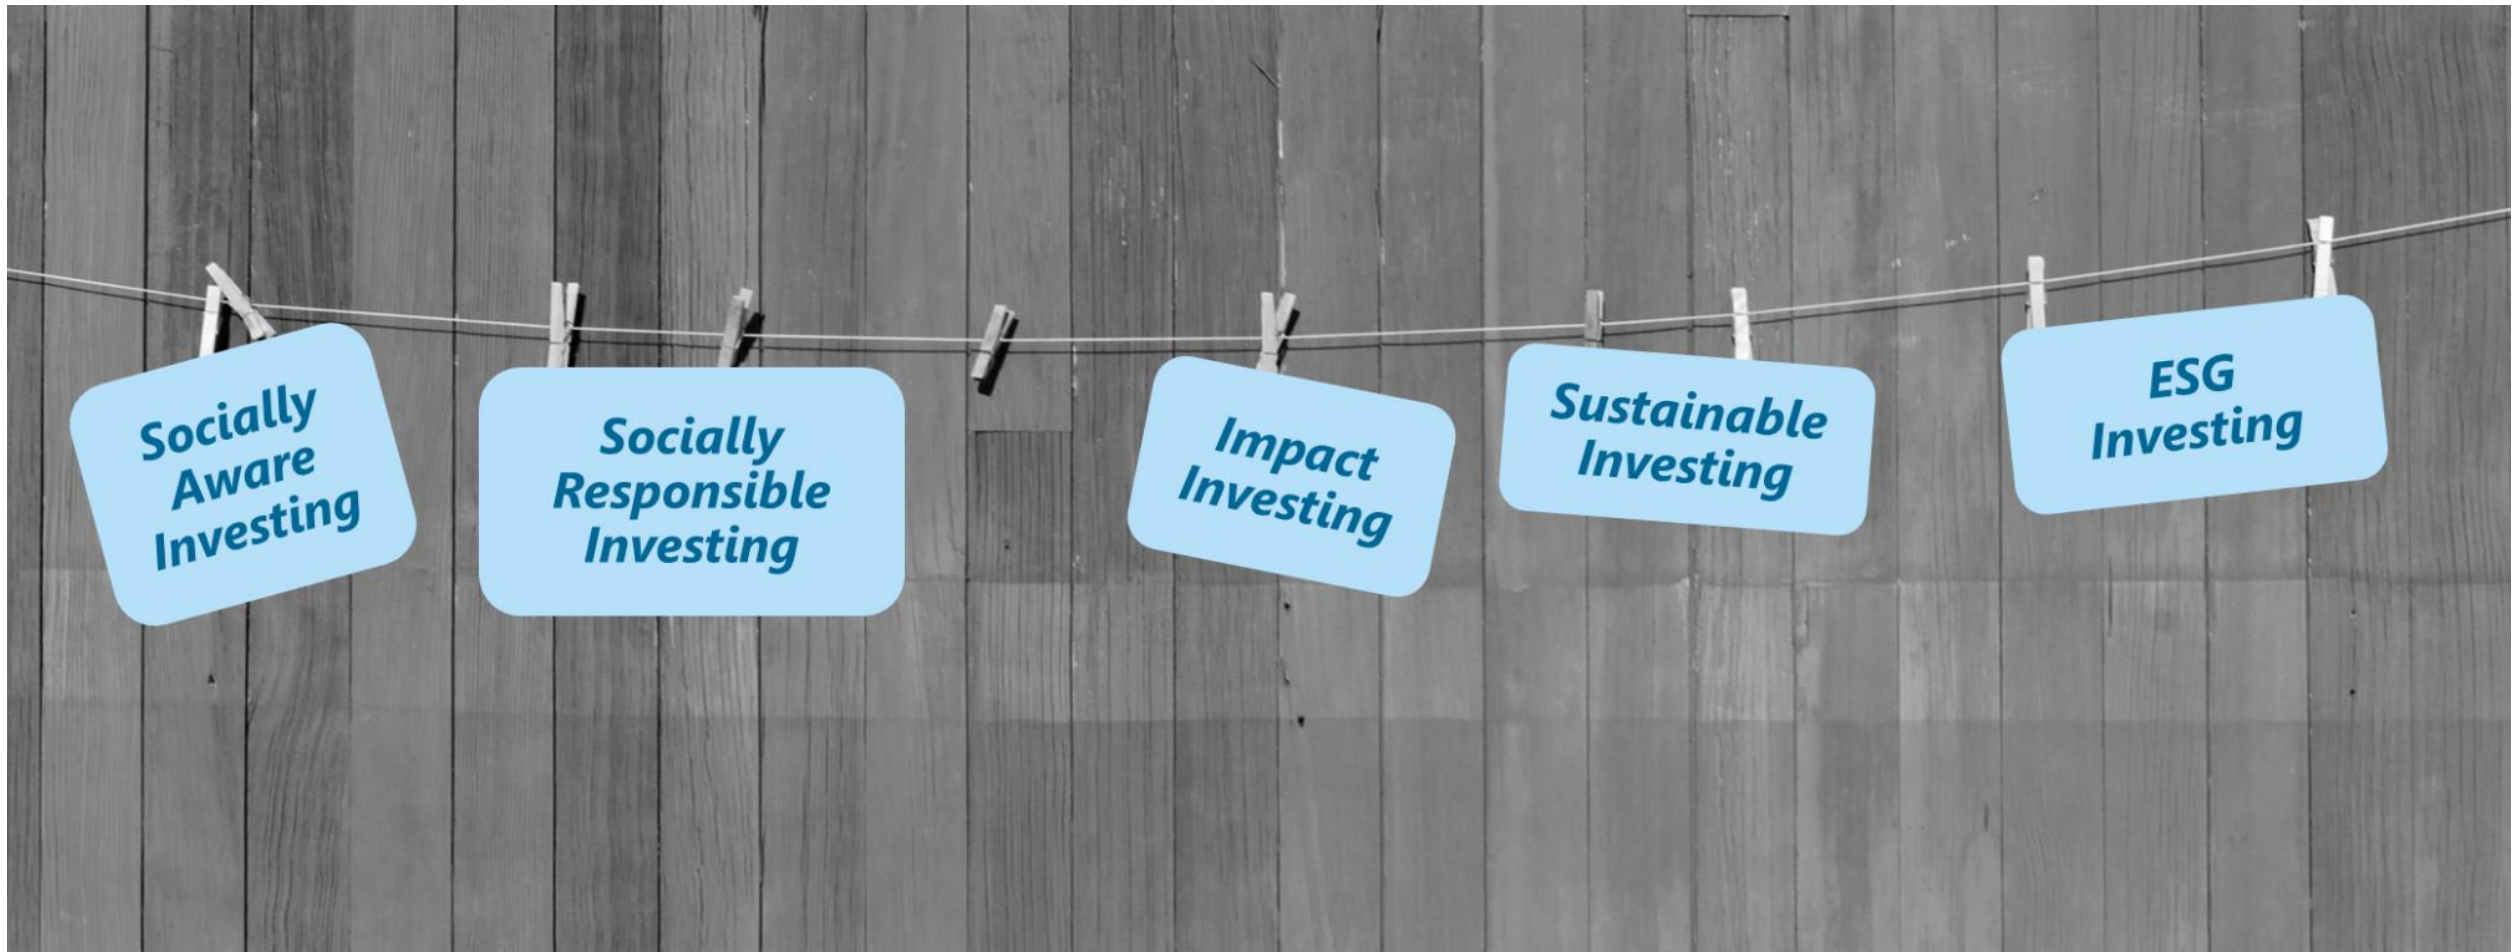 Socially
Aware
Investing
Socially
Responsible
Investing
Impact
Investing
Sustainable
Investing
ESG
Investing